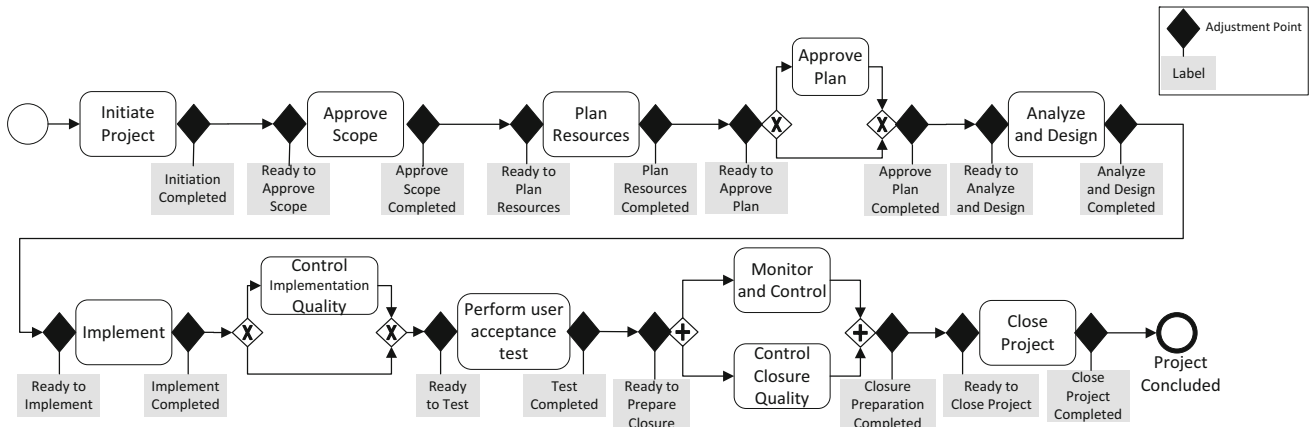 Adjustment Point
Label
Approve
Plan
Initiate
Project
Approve
Scope
Plan
Resources
X
X
Analyze
and Design
Initiation
Completed
Ready to
Approve
Scope
Approve
Scope
Completed
Ready to
Plan
Resources
Plan
Resources
Completed
Ready to
Approve
Plan
Approve
Plan
Completed
Ready to
Analyze
and Design
Analyze
and Design
Completed
Control
Implementation
Quality
Monitor
and Control
Implement
X
X
Perform user
acceptance
test
Close
Project
Control
Closure
Quality
Project
Concluded
Ready to
Implement
Implement
Completed
Ready
to Test
Test
Completed
Ready to
Prepare
Closure
Closure
Preparation
Completed
Ready to
Close Project
Close
Project
Completed